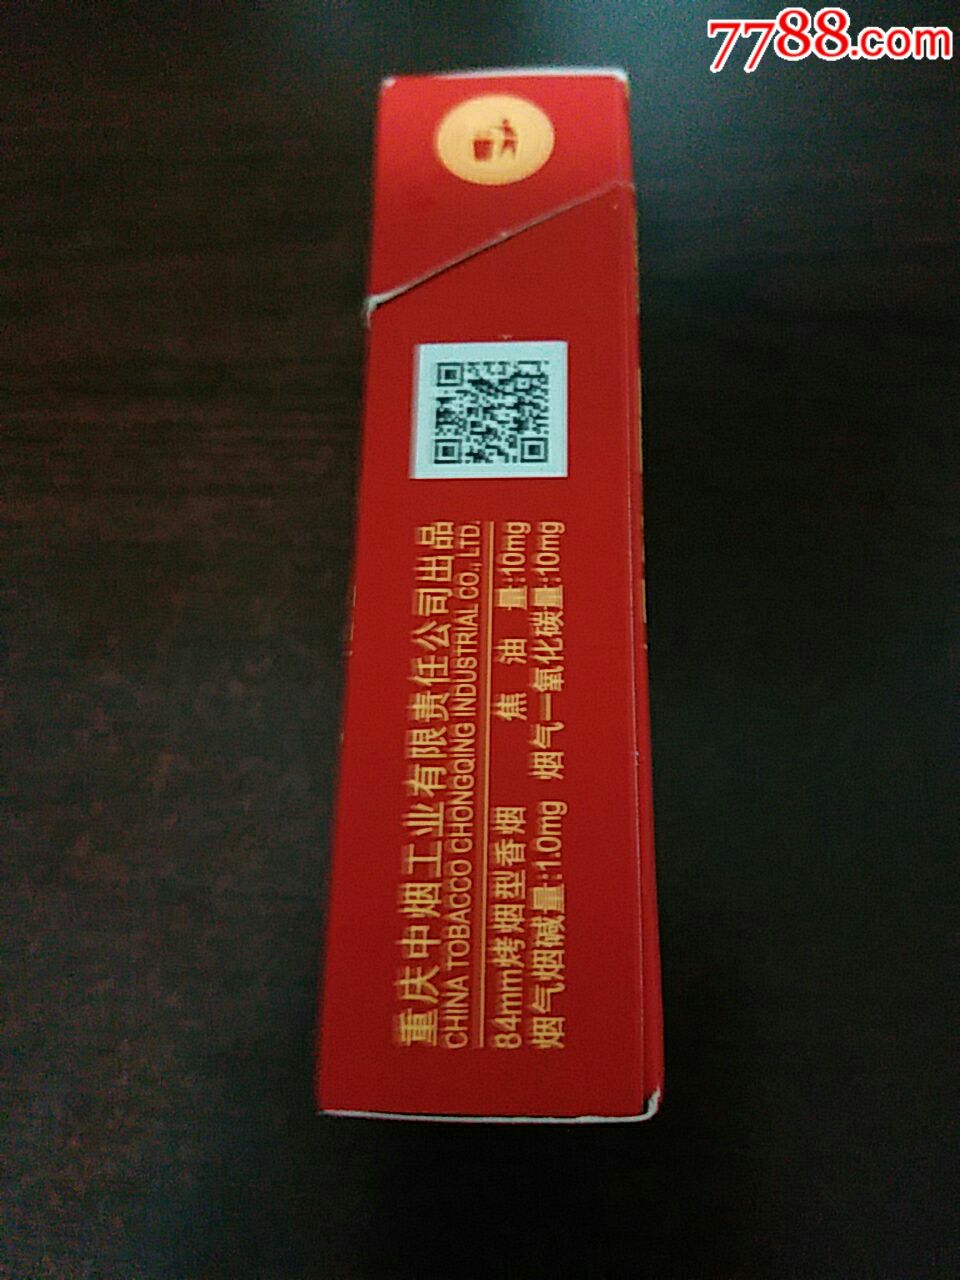 7788.com
重庆中烟工业有限责任公司出品
CHINA TOBACCO CHONGQING INDUSTRIAL CO., LTD.
84mm烤烟型香烟 焦油量:10mg
烟气烟碱量:1.0mg 烟气一氧化碳量:10mg